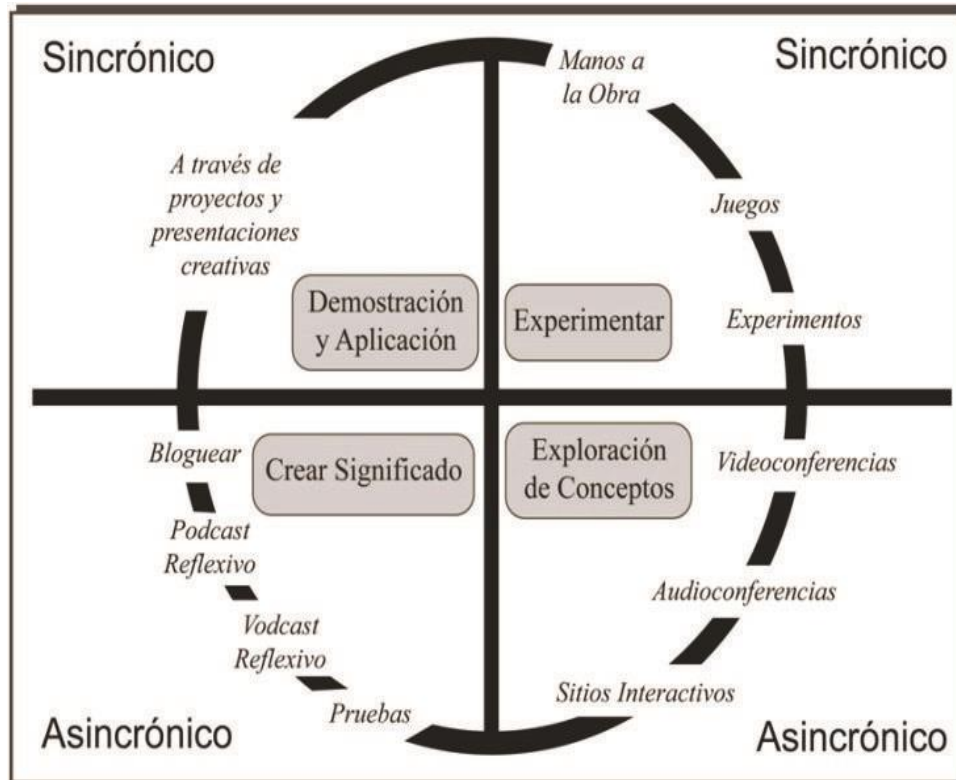 Sincrónico
Sincrónico
Manos a
la Obra
A través de
proyectos y
presentaciones
creativas
Juegos
Demostración
y Aplicación
Experimentar
Experimentos
Bloguear
Crear Significado
Exploración
de Conceptos
Videoconferencias
Podcast
Reflexivo
Audioconferencias
Vodcast
Reflexivo
Sitios Interactivos
Pruebas
Asincrónico
Asincrónico